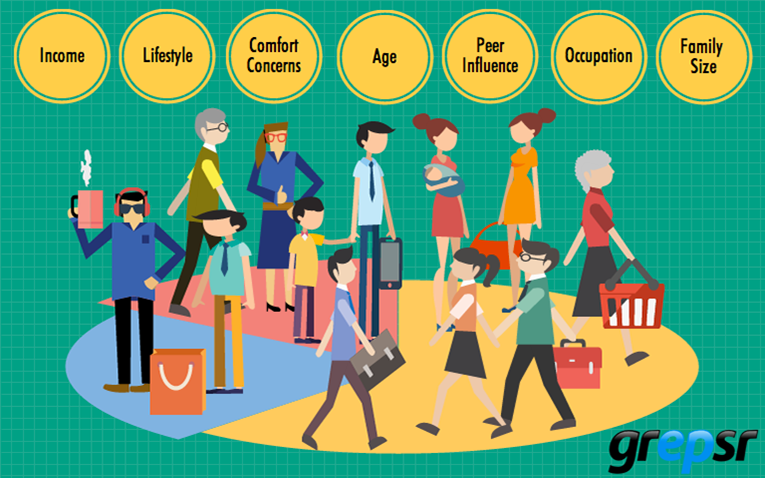 Income
Lifestyle
Comfort
Concerns
Age
Peer
Influence
Occupation
Family
Size
grepsr